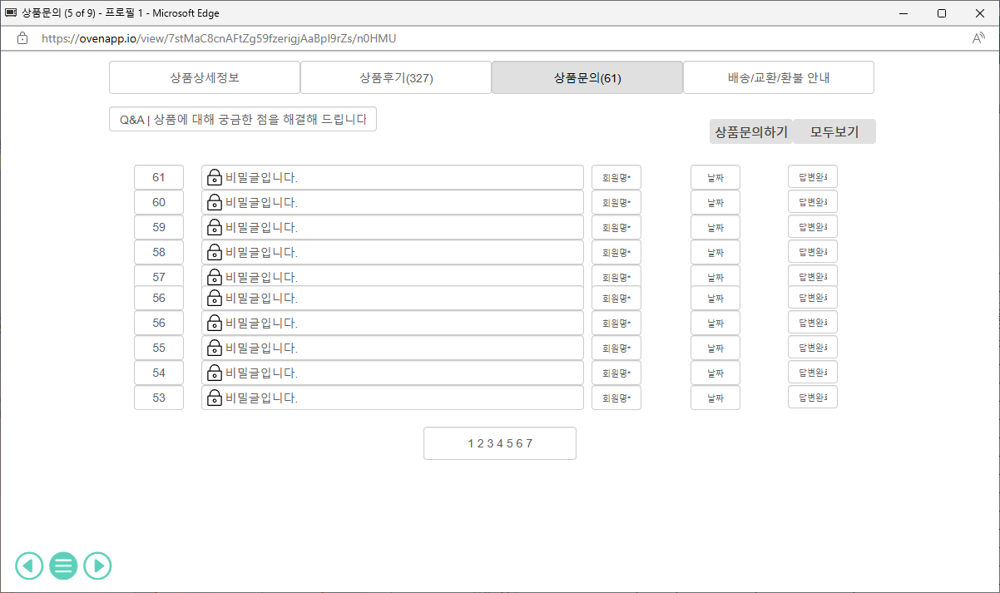 상품문의 (5 of 9) - 프로필 1 - Microsoft Edge
https://ovenapp.io/view/7stMaC8cnAFtZg59fzerigjAaBpI9rZs/n0HMU
상품상세정보 상품후기(327) 상품문의(61) 배송/교환/환불 안내
Q&A | 상품에 대해 궁금한 점을 해결해 드립니다
상품문의하기 모두보기
61 비밀글입니다. 회원명* 날짜 답변완료
60 비밀글입니다. 회원명* 날짜 답변완료
59 비밀글입니다. 회원명* 날짜 답변완료
58 비밀글입니다. 회원명* 날짜 답변완료
57 비밀글입니다. 회원명* 날짜 답변완료
56 비밀글입니다. 회원명* 날짜 답변완료
56 비밀글입니다. 회원명* 날짜 답변완료
55 비밀글입니다. 회원명* 날짜 답변완료
54 비밀글입니다. 회원명* 날짜 답변완료
53 비밀글입니다. 회원명* 날짜 답변완료
1 2 3 4 5 6 7